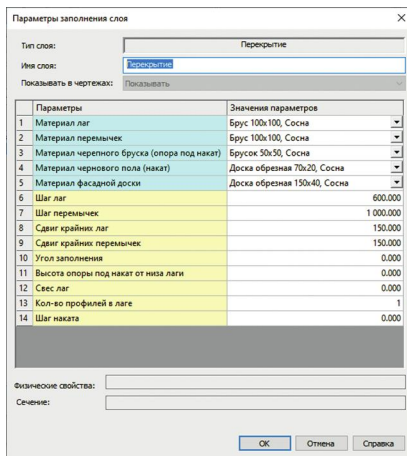 Параметры заполнения слоя
Тип слоя: Перекрытие
Имя слоя: Перекрытие
Показывать в чертежах: Показывать
Параметры Значения параметров
1 Материал лаг Брус 100x100, Сосна
2 Материал перемычек Брус 100x100, Сосна
3 Материал черепного бруска (опора под накат) Брусок 50x50, Сосна
4 Материал чернового пола (накат) Доска обрезная 70x20, Сосна
5 Материал фасадной доски Доска обрезная 150x40, Сосна
6 Шаг лаг 600.000
7 Шаг перемычек 1 000.000
8 Сдвиг крайних лаг 150.000
9 Сдвиг крайних перемычек 150.000
10 Угол заполнения 0.000
11 Высота опоры под накат от низа лаги 0.000
12 Свес лаг 0.000
13 Кол-во профилей в лаге 1
14 Шаг наката 0.000
Физические свойства:
Сечение:
OK Отмена Справка